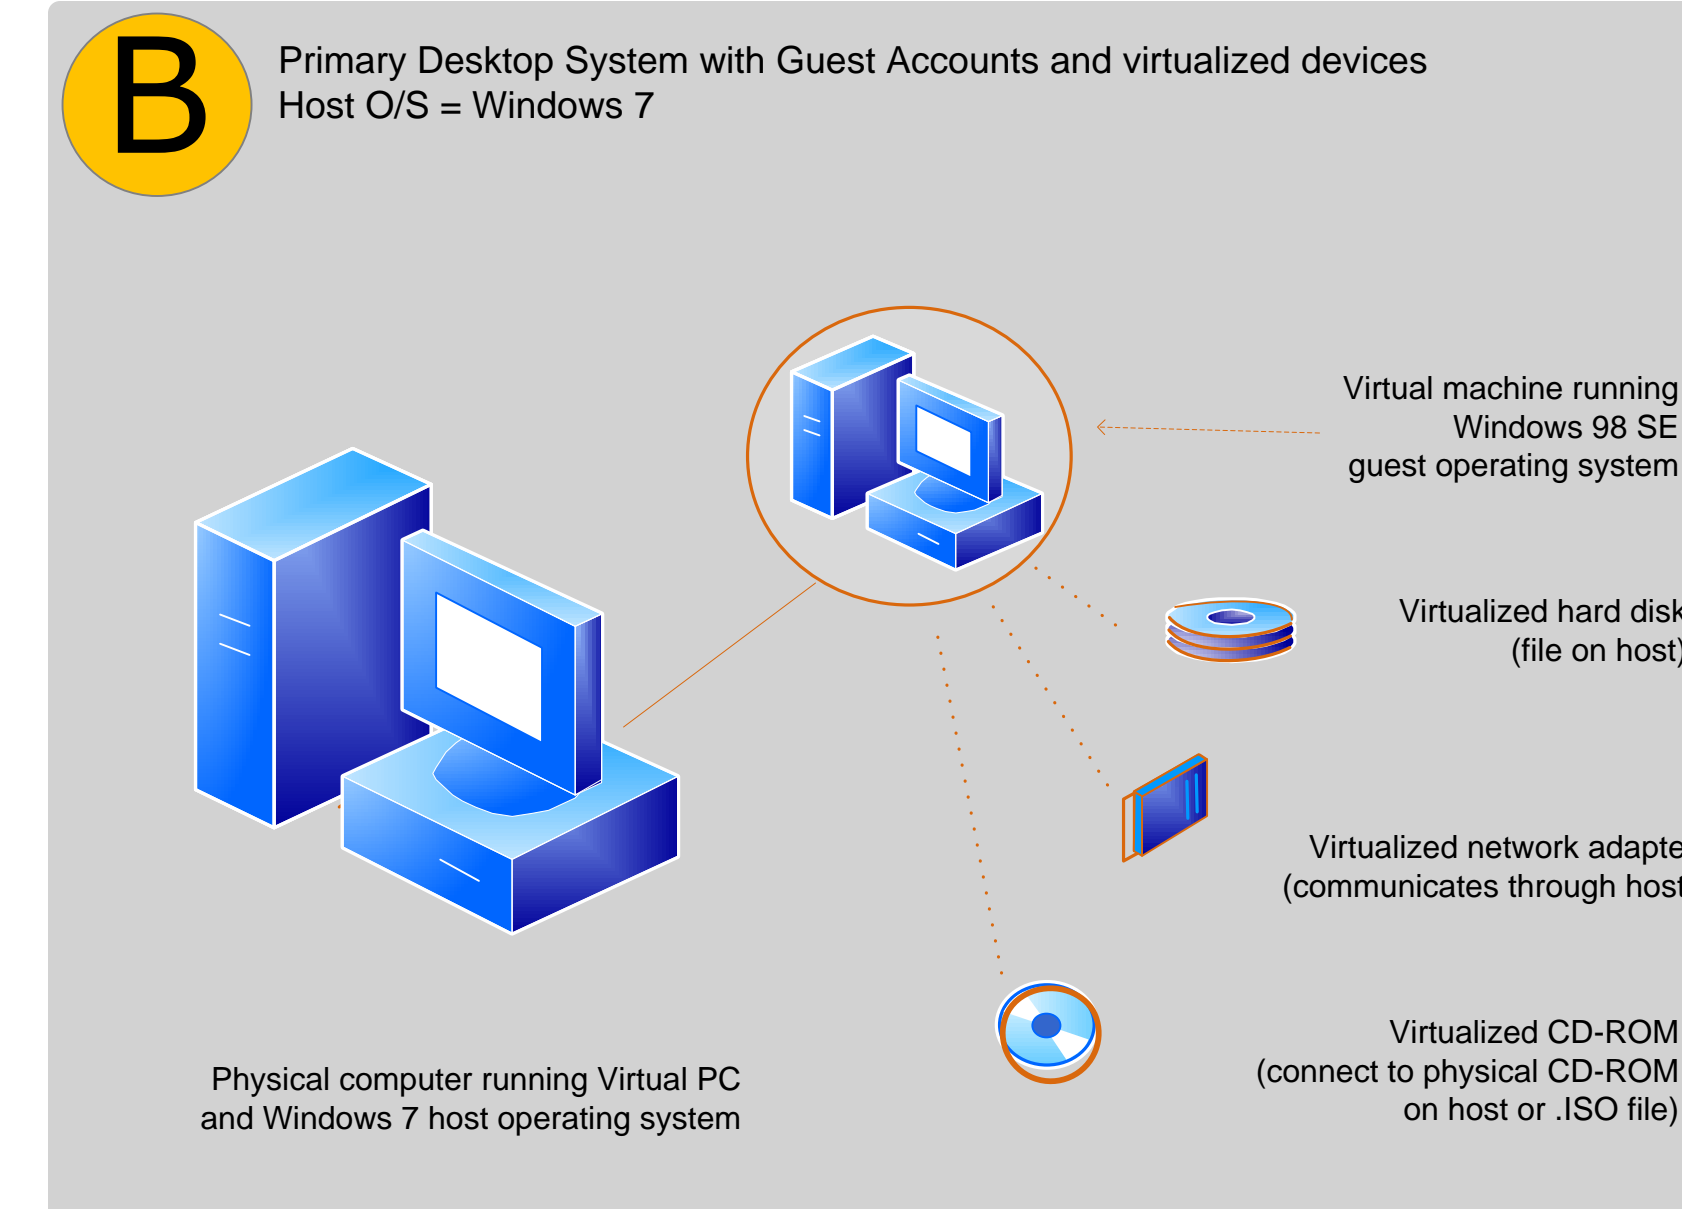 B
Primary Desktop System with Guest Accounts and virtualized devices
Host O/S = Windows 7
Virtual machine running
Windows 98 SE
guest operating system
Virtualized hard disk
(file on host)
Virtualized network adapte
(communicates through host
Virtualized CD-ROM
(connect to physical CD-ROM
on host or .ISO file)
Physical computer running Virtual PC
and Windows 7 host operating system